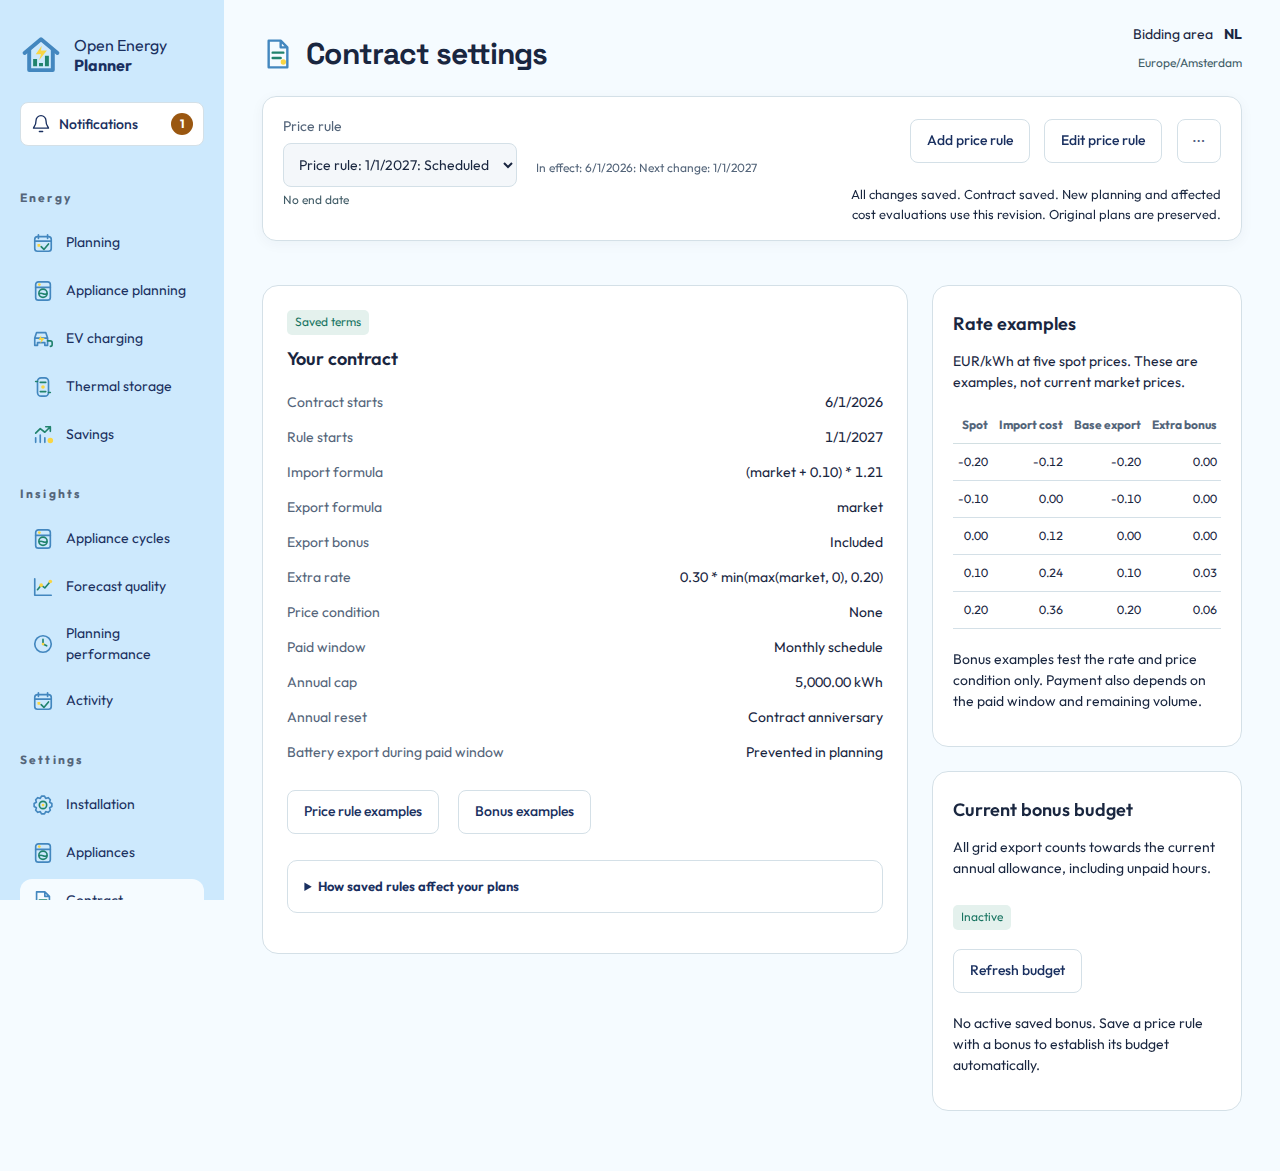 Open Energy
Planner
Notifications 1
Energy
Planning
Appliance planning
EV charging
Thermal storage
Savings
Insights
Appliance cycles
Forecast quality
Planning
performance
Activity
Settings
Installation
Appliances
Contract
Contract settings
Bidding area NL
Europe/Amsterdam
Price rule
Price rule: 1/1/2027: Scheduled
In effect: 6/1/2026: Next change: 1/1/2027
No end date
Add price rule
Edit price rule
...
All changes saved. Contract saved. New planning and affected
cost evaluations use this revision. Original plans are preserved.
Saved terms
Your contract
Contract starts 6/1/2026
Rule starts 1/1/2027
Import formula (market + 0.10) * 1.21
Export formula market
Export bonus Included
Extra rate 0.30 * min(max(market, 0), 0.20)
Price condition None
Paid window Monthly schedule
Annual cap 5,000.00 kWh
Annual reset Contract anniversary
Battery export during paid window Prevented in planning
Price rule examples
Bonus examples
How saved rules affect your plans
Rate examples
EUR/kWh at five spot prices. These are
examples, not current market prices.
Spot Import cost Base export Extra bonus
-0.20 -0.12 -0.20 0.00
-0.10 0.00 -0.10 0.00
0.00 0.12 0.00 0.00
0.10 0.24 0.10 0.03
0.20 0.36 0.20 0.06
Bonus examples test the rate and price
condition only. Payment also depends on
the paid window and remaining volume.
Current bonus budget
All grid export counts towards the current
annual allowance, including unpaid hours.
Inactive
Refresh budget
No active saved bonus. Save a price rule
with a bonus to establish its budget
automatically.